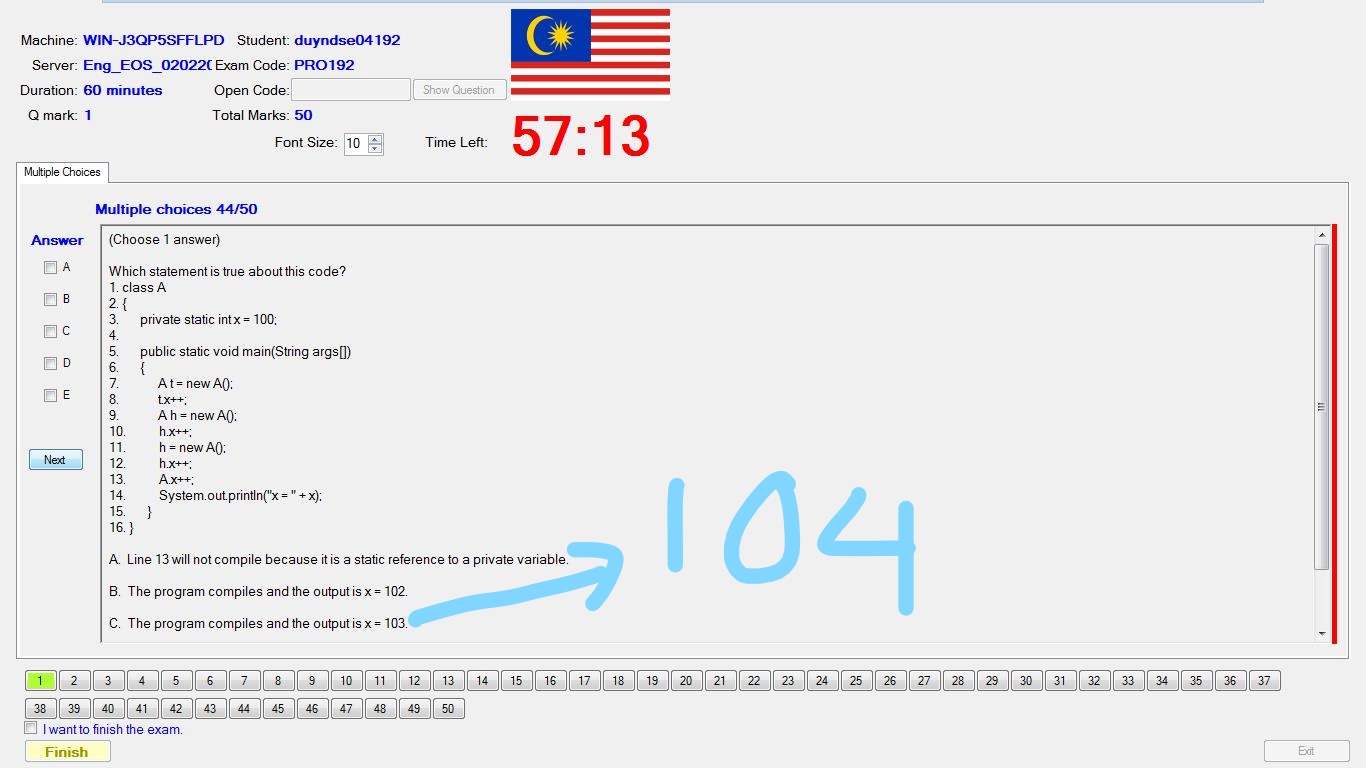 Machine: WIN-J3QP5SFFLPD Student: duyndse04192
Server: Eng_EOS_020220 Exam Code: PRO192
Duration: 60 minutes Open Code: Show Question
Q mark: 1 Total Marks: 50
Font Size: 10 Time Left: 57:13
Multiple Choices
Multiple choices 44/50
Answer
A
B
C
D
E
Next
(Choose 1 answer)
Which statement is true about this code?
1. class A
2. {
3. private static int x = 100;
4.
5. public static void main(String args[])
6. {
7. A t = new A();
8. t.x++;
9. A h = new A();
10. h.x++;
11. h = new A();
12. h.x++;
13. A.x++;
14. System.out.println("x = " + x);
15. }
16. }
A. Line 13 will not compile because it is a static reference to a private variable.
B. The program compiles and the output is x = 102.
C. The program compiles and the output is x = 103.
104
1 2 3 4 5 6 7 8 9 10 11 12 13 14 15 16 17 18 19 20 21 22 23 24 25 26 27 28 29 30 31 32 33 34 35 36 37
38 39 40 41 42 43 44 45 46 47 48 49 50
I want to finish the exam.
Finish Exit